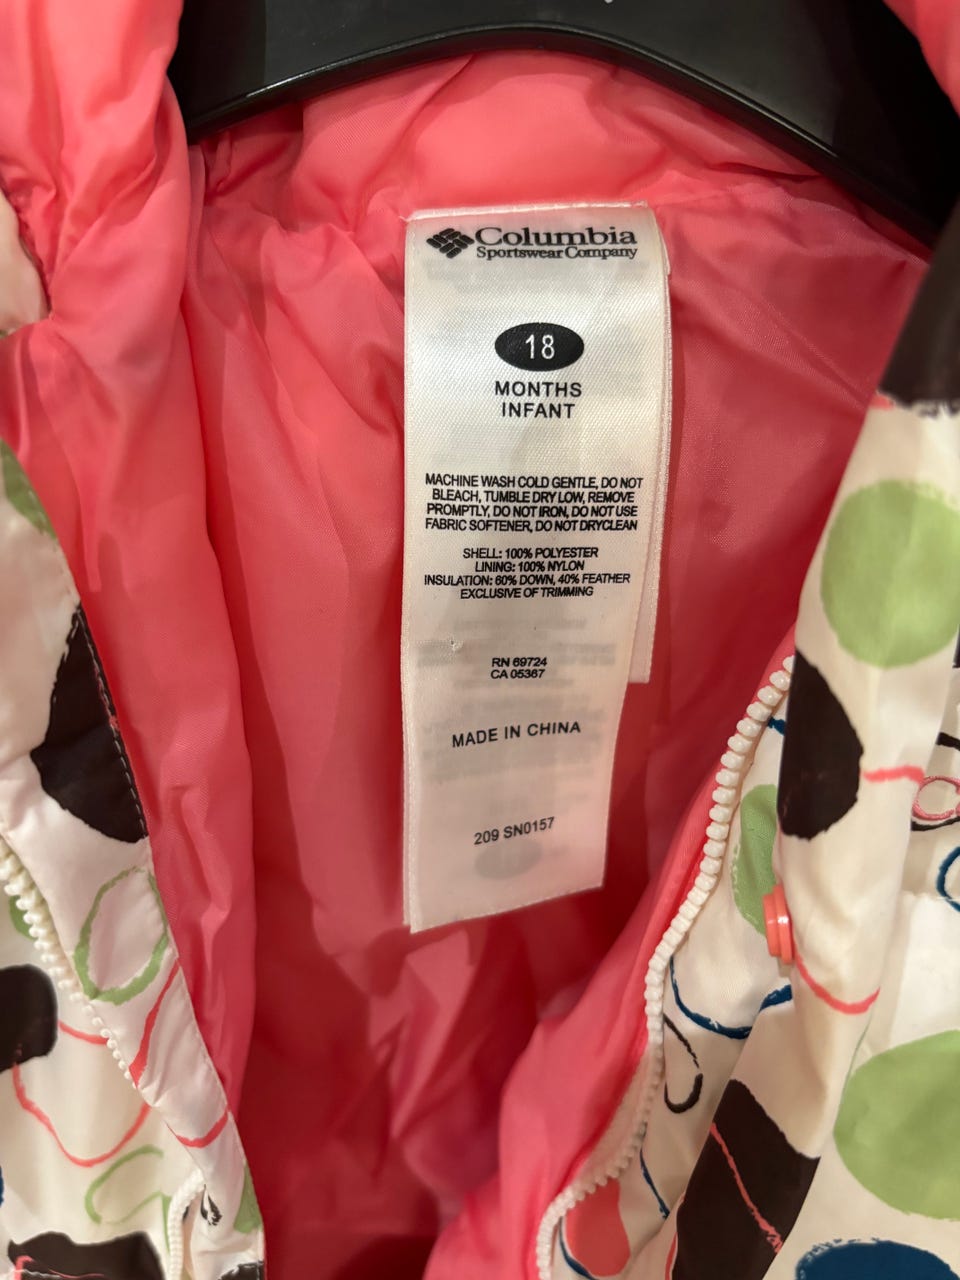 Columbia
Sportswear Company
18
MONTHS
INFANT
MACHINE WASH COLD GENTLE, DO NOT
BLEACH, TUMBLE DRY LOW, REMOVE
PROMPTLY, DO NOT IRON, DO NOT USE
FABRIC SOFTENER, DO NOT DRYCLEAN
SHELL: 100% POLYESTER
LINING: 100% NYLON
INSULATION: 60% DOWN, 40% FEATHER
EXCLUSIVE OF TRIMMING
RN 69724
CA 05367
MADE IN CHINA
209 SN0157